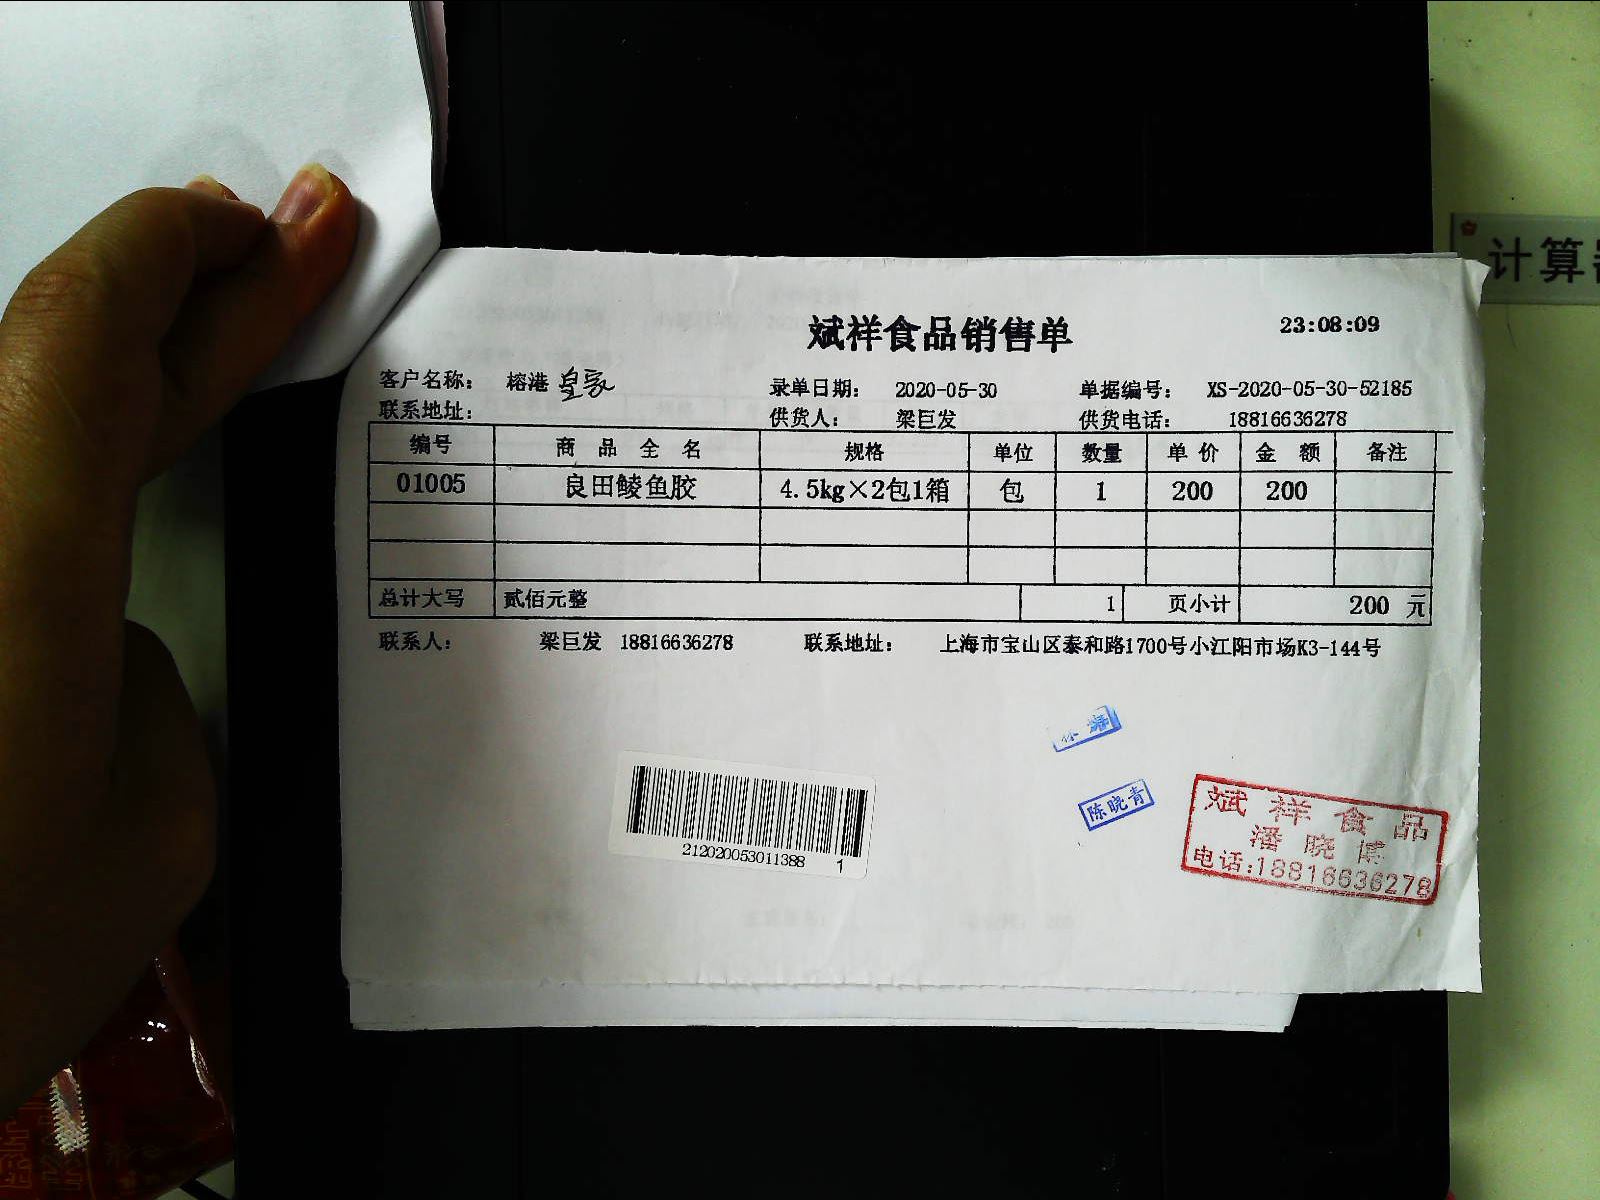 计算
斌祥食品销售单
23:08:09
客户名称： 榕港 皇家 录单日期： 2020-05-30 单据编号： XS-2020-05-30-52185
联系地址： 供货人： 梁巨发 供货电话： 18816636278
编号 商 品 全 名 规格 单位 数量 单 价 金 额 备注
01005 良田鲮鱼胶 4.5kg×2包1箱 包 1 200 200
总计大写 贰佰元整 1 页小计 200 元
联系人： 梁巨发 18816636278 联系地址： 上海市宝山区泰和路1700号小江阳市场K3-144号
陈晓青
212020053011388 1
斌祥食品
潘晓博
电话:18816636278